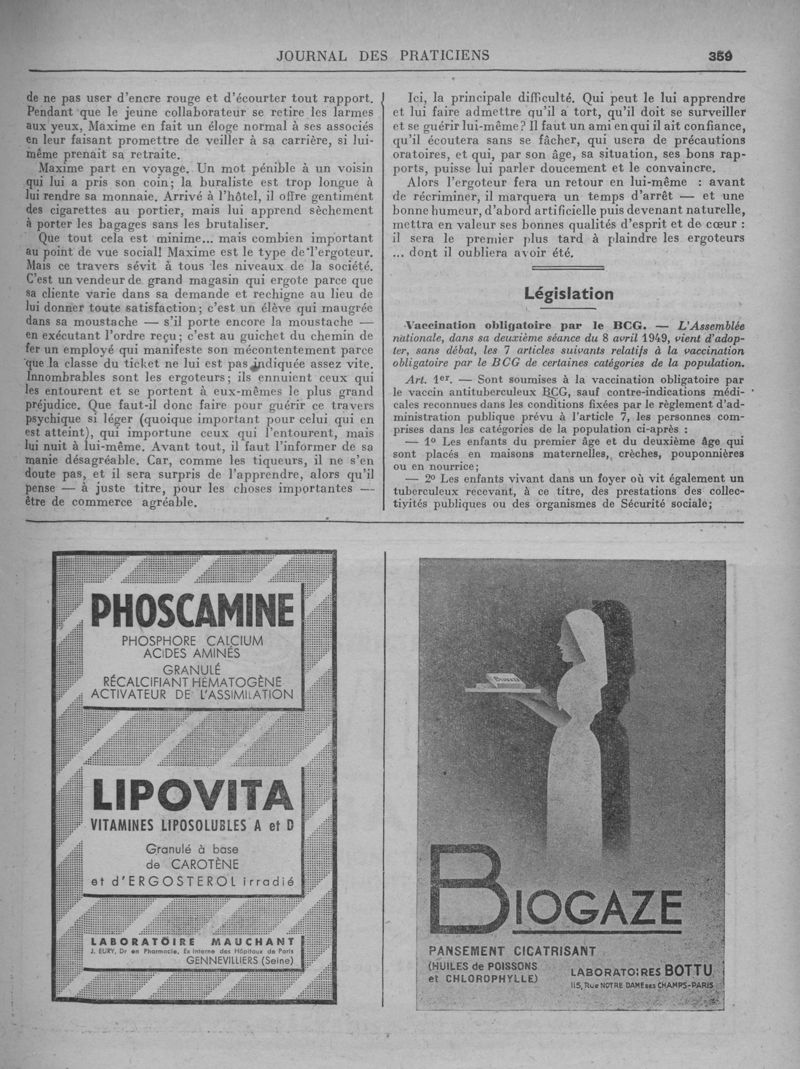 JOURNAL DES PRATICIENS
359
de ne pas user d'encre rouge et d'écourter tout rapport.
Pendant que le jeune collaborateur se retire les larmes
aux yeux, Maxime en fait un éloge normal à ses associés
en leur faisant promettre de veiller à sa carrière, si lui-
même prenait sa retraite.
Maxime part en voyage. Un mot pénible à un voisin
qui lui a pris son coin; la buraliste est trop longue à
lui rendre sa monnaie. Arrivé à l'hôtel, il offre gentiment
des cigarettes au portier, mais lui apprend sèchement
à porter les bagages sans les brutaliser.
Que tout cela est minime... mais combien important
au point de vue social! Maxime est le type de l'ergoteur.
Mais ce travers sévit à tous les niveaux de la société.
C'est un vendeur de grand magasin qui ergote parce que
sa cliente varie dans sa demande et rechigne au lieu de
lui donner toute satisfaction; c'est un élève qui maugrée
dans sa moustache — s'il porte encore la moustache —
en exécutant l'ordre reçu; c'est au guichet du chemin de
fer un employé qui manifeste son mécontentement parce
que la classe du ticket ne lui est pas indiquée assez vite.
Innombrables sont les ergoteurs; ils ennuient ceux qui
les entourent et se portent à eux-mêmes le plus grand
préjudice. Que faut-il donc faire pour guérir ce travers
psychique si léger (quoique important pour celui qui en
est atteint), qui importune ceux qui l'entourent, mais
lui nuit à lui-même. Avant tout, il faut l'informer de sa
manie désagréable. Car, comme les tiqueurs, il ne s'en
doute pas, et il sera surpris de l'apprendre, alors qu'il
pense — à juste titre, pour les choses importantes —
être de commerce agréable.
Ici, la principale difficulté. Qui peut le lui apprendre
et lui faire admettre qu'il a tort, qu'il doit se surveiller
et se guérir lui-même? Il faut un ami en qui il ait confiance,
qu'il écoutera sans se fâcher, qui usera de précautions
oratoires, et qui, par son âge, sa situation, ses bons rap-
ports, puisse lui parler doucement et le convaincre.
Alors l'ergoteur fera un retour en lui-même : avant
de récriminer, il marquera un temps d'arrêt — et une
bonne humeur, d'abord artificielle puis devenant naturelle,
mettra en valeur ses bonnes qualités d'esprit et de cœur :
il sera le premier plus tard à plaindre les ergoteurs
... dont il oubliera avoir été.
Législation
Vaccination obligatoire par le BCG. — L'Assemblée
nationale, dans sa deuxième séance du 8 avril 1949, vient d'adop-
ter, sans débat, les 7 articles suivants relatifs à la vaccination
obligatoire par le BCG de certaines catégories de la population.
Art. 1er. — Sont soumises à la vaccination obligatoire par
le vaccin antituberculeux BCG, sauf contre-indications médi-
cales reconnues dans les conditions fixées par le règlement d'ad-
ministration publique prévu à l'article 7, les personnes com-
prises dans les catégories de la population ci-après :
— 1º Les enfants du premier âge et du deuxième âge qui
sont placés en maisons maternelles, crèches, pouponnières
ou en nourrice;
— 2º Les enfants vivant dans un foyer où vit également un
tuberculeux recevant, à ce titre, des prestations des collec-
tivités publiques ou des organismes de Sécurité sociale;
PHOSCAMINE
PHOSPHORE CALCIUM
ACIDES AMINÉS
GRANULÉ
RÉCALCIFIANT HÉMATOGÈNE
ACTIVATEUR DE L'ASSIMILATION
LIPOVITA
VITAMINES LIPOSOLUBLES A et D
Granulé à base
de CAROTÈNE
et d'ERGOSTEROL irradié
LABORATOIRE MAUCHANT
J. EURY, Dr en Pharmacie, Ex Interne des Hôpitaux de Paris
GENNEVILLIERS (Seine)
BIOGAZE
BIOGAZE
PANSEMENT CICATRISANT
(HUILES de POISSONS
et CHLOROPHYLLE)
LABORATOIRES BOTTU
115, Rue NOTRE DAME des CHAMPS-PARIS